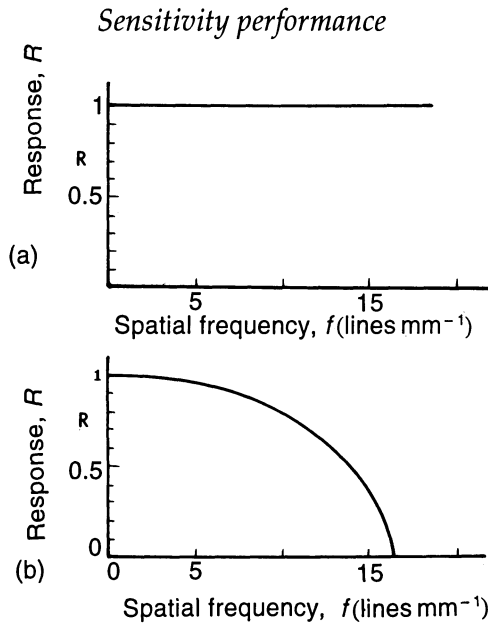 Sensitivity performance
Response, R
1
R
0.5
(a)
5 15
Spatial frequency, f (lines mm⁻¹)
Response, R
1
R
0.5
0
(b)
0 5 15
Spatial frequency, f (lines mm⁻¹)